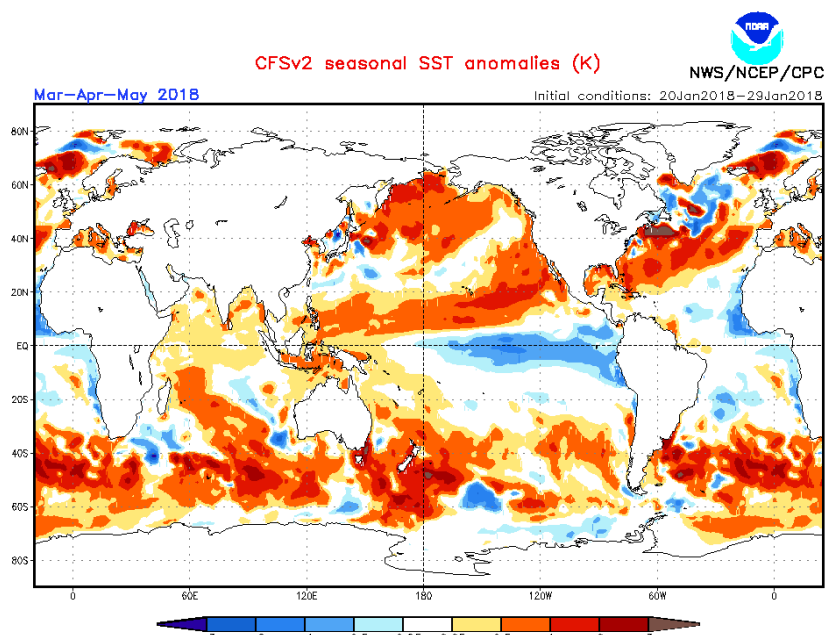 NOAA
CFSv2 seasonal SST anomalies (K)
NWS/NCEP/CPC
Mar-Apr-May 2018
Initial conditions: 20Jan2018-29Jan2018
80N
60N
40N
20N
EQ
20S
40S
60S
80S
0 60E 120E 180 120W 60W 0